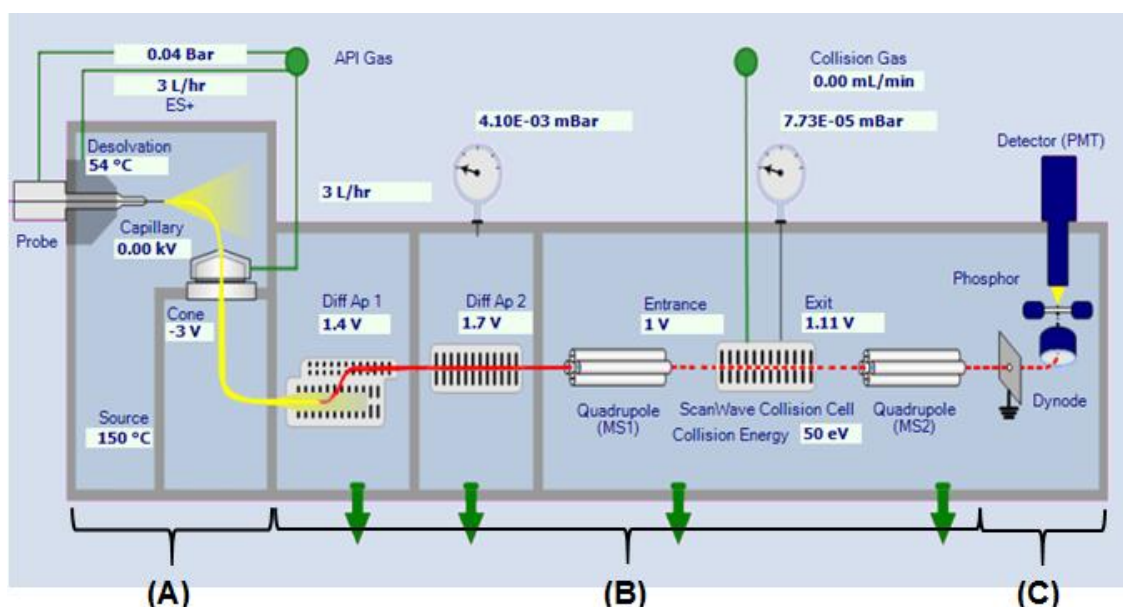 0.04 Bar
API Gas
3 L/hr
ES+
Collision Gas
0.00 mL/min
4.10E-03 mBar
7.73E-05 mBar
Detector (PMT)
Desolvation
54 °C
3 L/hr
Probe
Capillary
0.00 kV
Phosphor
Cone
-3 V
Diff Ap 1
1.4 V
Diff Ap 2
1.7 V
Entrance
1 V
Exit
1.11 V
Source
150 °C
Quadrupole
(MS1)
ScanWave Collision Cell
Collision Energy 50 eV
Quadrupole
(MS2)
Dynode
(A)
(B)
(C)